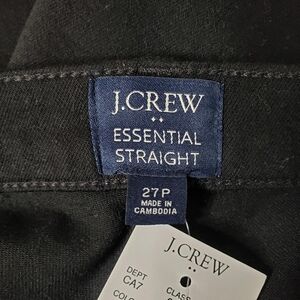 J.CREW
ESSENTIAL
STRAIGHT
27P
MADE IN
CAMBODIA
J.CREW
DEPT
CA7
CLASS